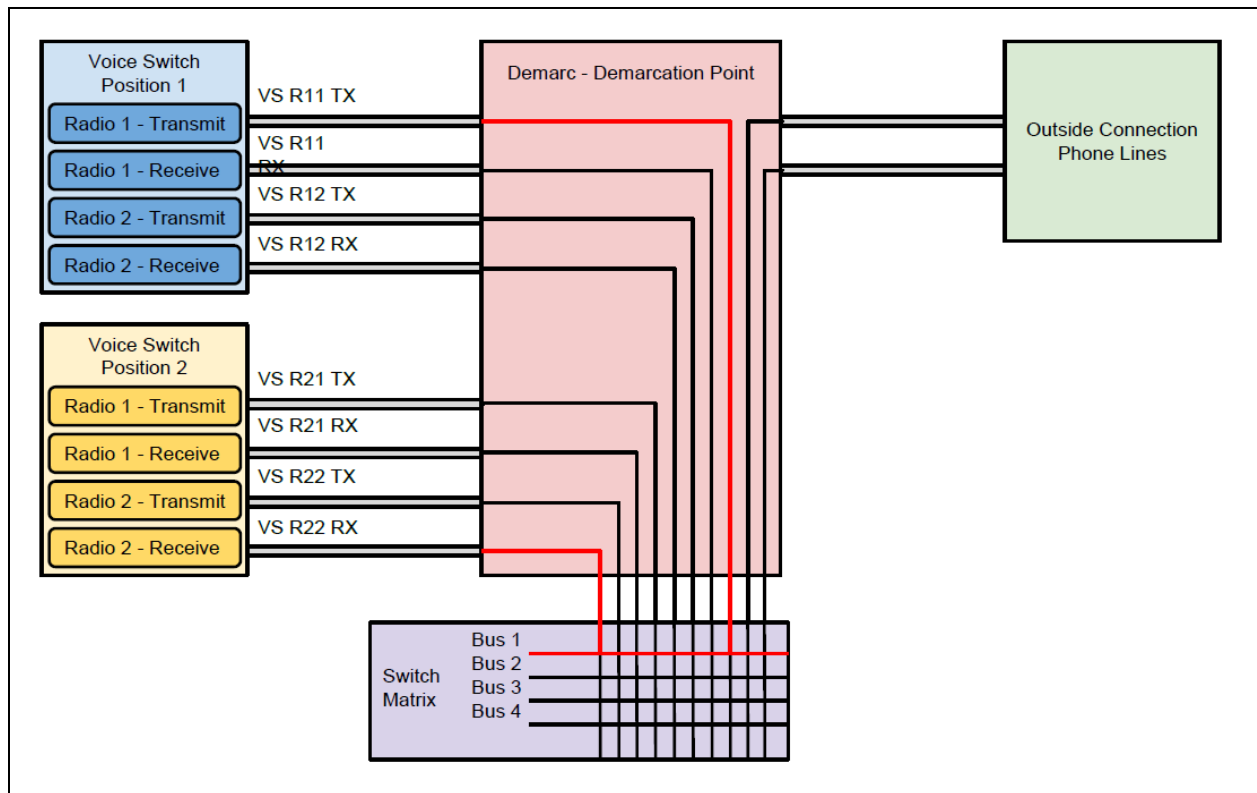 Voice Switch
Position 1
Radio 1 - Transmit
Radio 1 - Receive
Radio 2 - Transmit
Radio 2 - Receive
VS R11 TX
VS R11
RX
VS R12 TX
VS R12 RX
Demarc - Demarcation Point
Outside Connection
Phone Lines
Voice Switch
Position 2
Radio 1 - Transmit
Radio 1 - Receive
Radio 2 - Transmit
Radio 2 - Receive
VS R21 TX
VS R21 RX
VS R22 TX
VS R22 RX
Switch
Matrix
Bus 1
Bus 2
Bus 3
Bus 4